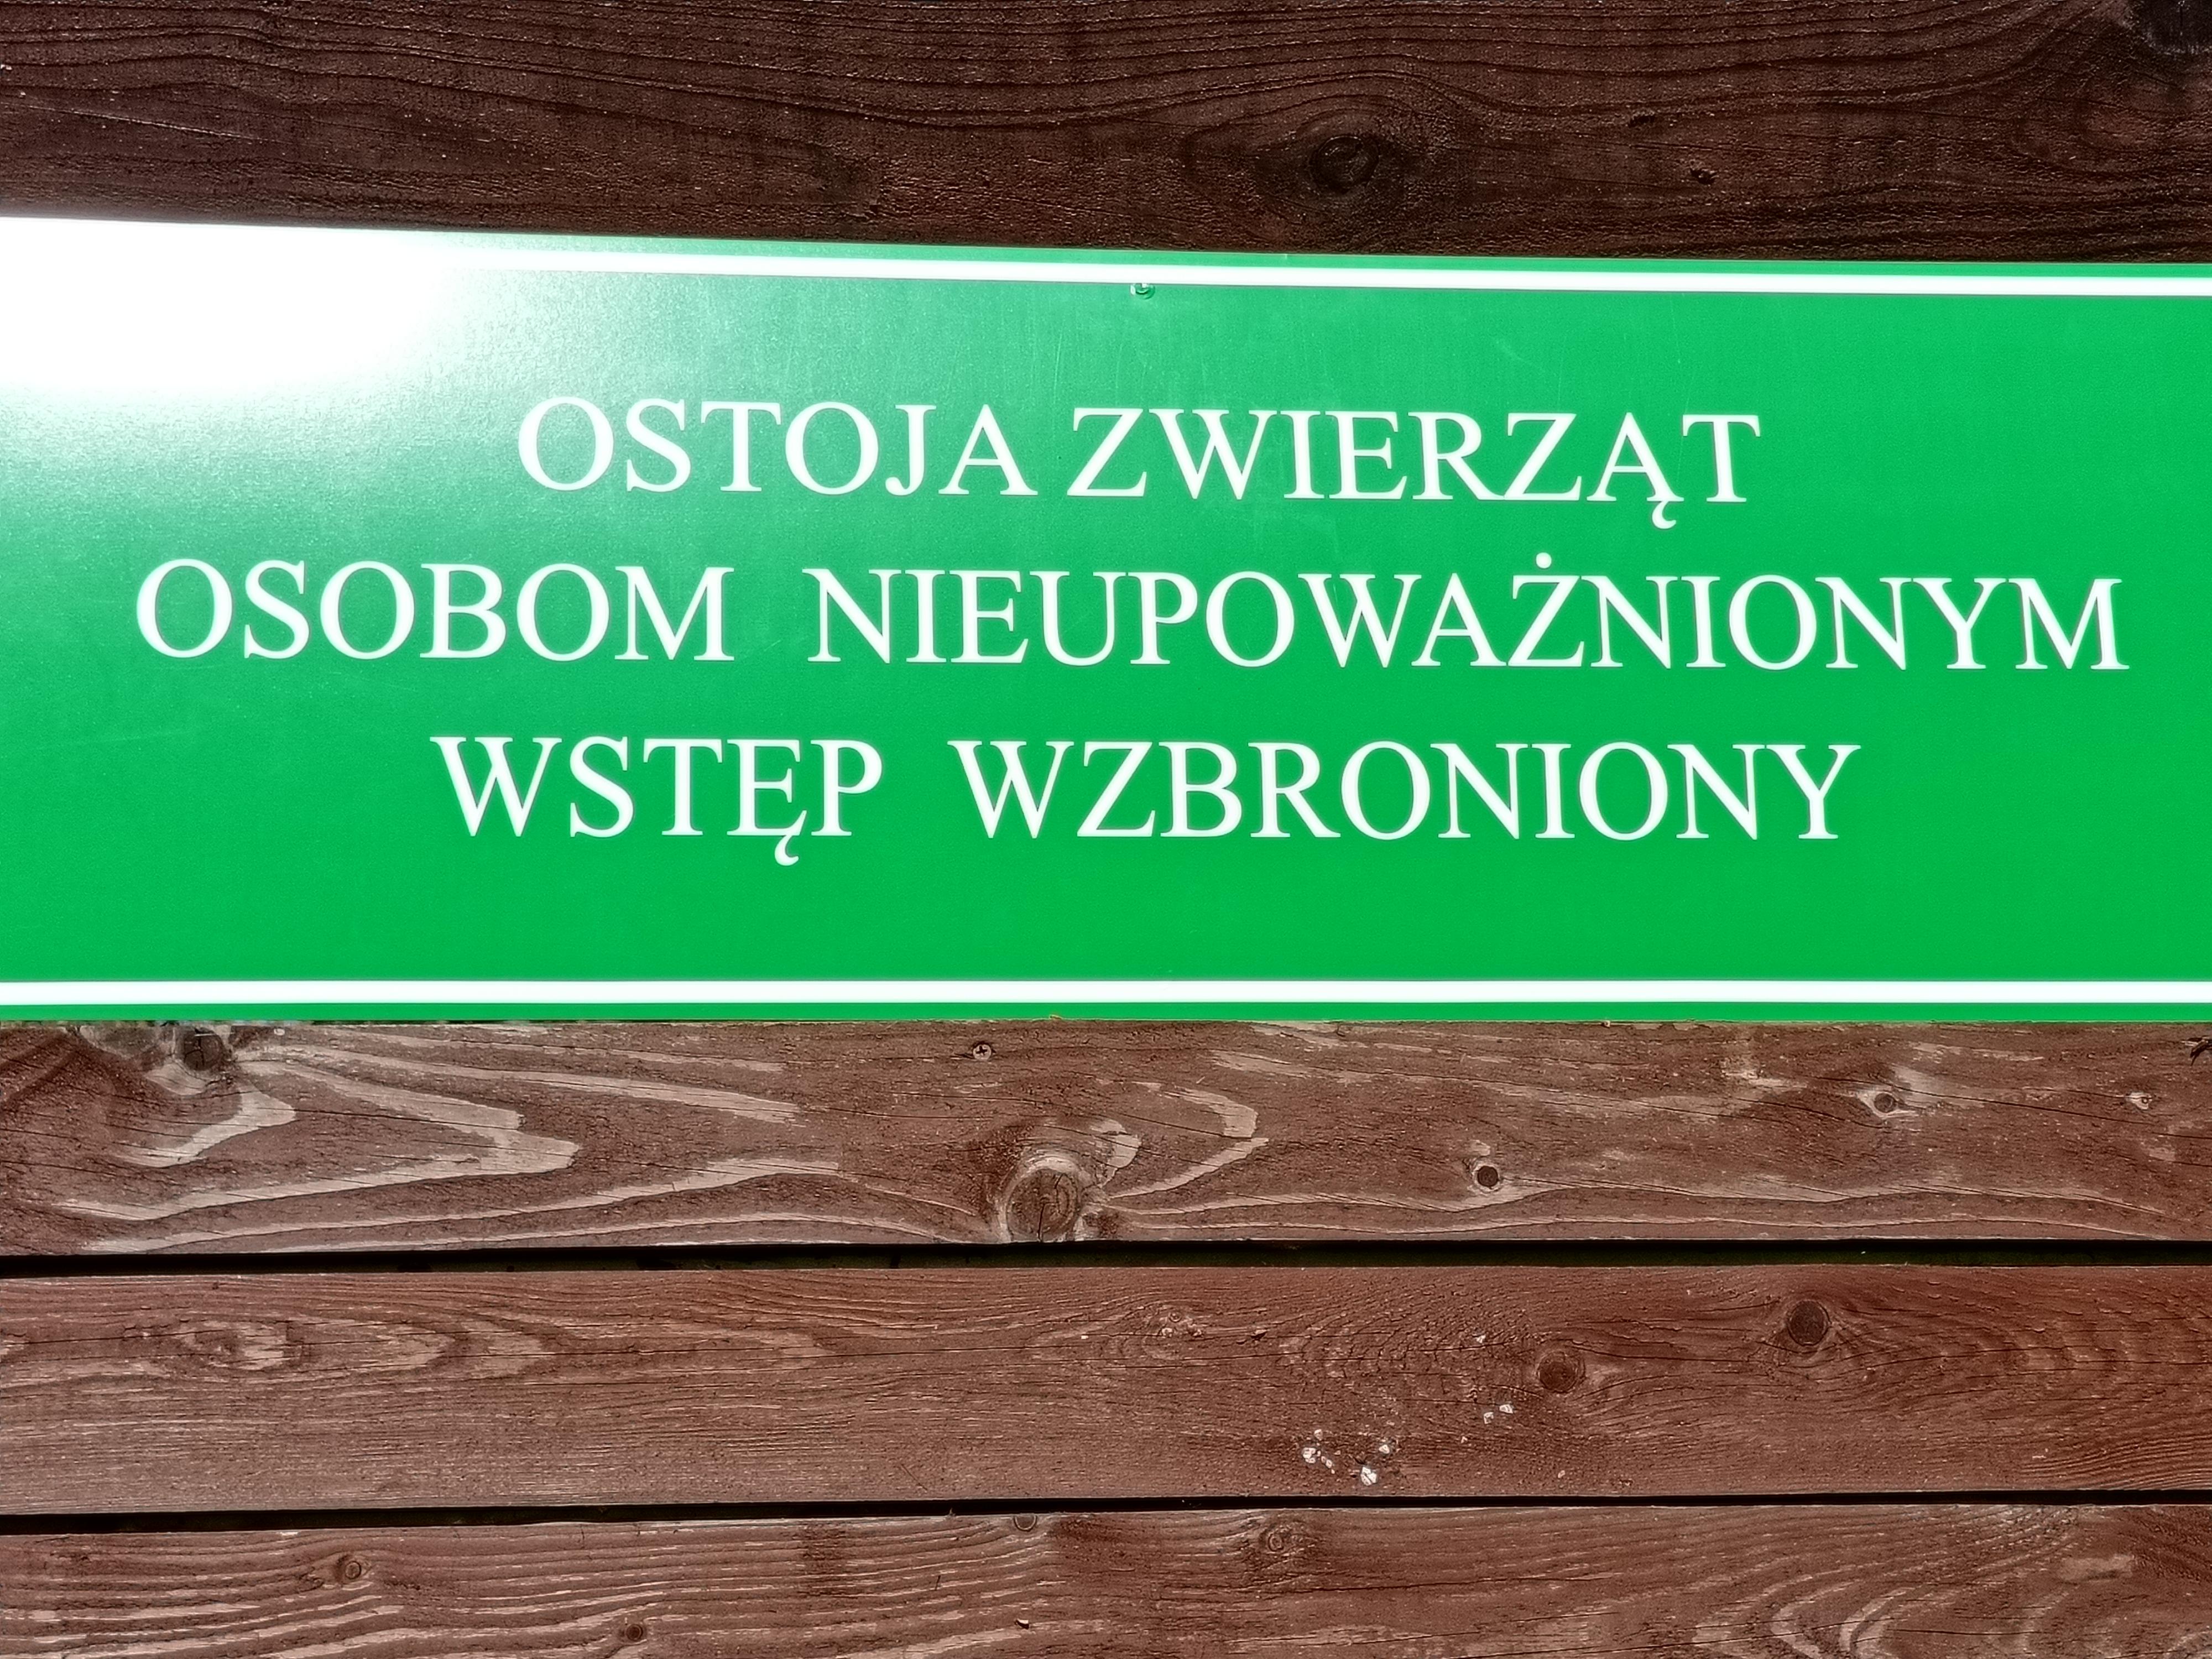 OSTOJA ZWIERZĄT
OSOBOM NIEUPOWAŻNIONYM
WSTĘP WZBRONIONY